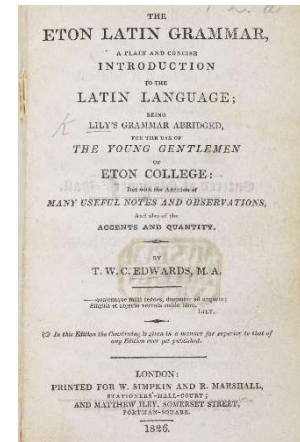 THE
ETON LATIN GRAMMAR,
A PLAIN AND CONCISE
INTRODUCTION
TO THE
LATIN LANGUAGE;
BEING
LILY'S GRAMMAR ABRIDGED,
FOR THE USE OF
THE YOUNG GENTLEMEN
OF
ETON COLLEGE:
But with the Addition of
MANY USEFUL NOTES AND OBSERVATIONS,
And also of the
ACCENTS AND QUANTITY.
BY
T. W. C. EDWARDS, M. A.
LILY.
In this Edition the Construing is given in a manner far superior to that of
any Edition ever yet published.
LONDON:
PRINTED FOR W. SIMPKIN AND R. MARSHALL,
STATIONERS'-HALL-COURT;
AND MATTHEW ILEY, SOMERSET STREET,
PORTMAN-SQUARE.
1826.